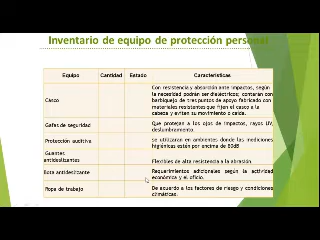 Inventario de equipo de protección personal
Equipo Cantidad Estado Características
Con resistencia y absorción ante impactos, según
la necesidad podrán ser dieléctricos; contarán con
Casco barbiquejo de tres puntos de apoyo fabricado con
materiales resistentes que fijen el casco a la
cabeza y eviten su movimiento o caída.
Gafas de seguridad Que protejan a los ojos de impactos, rayos UV,
deslumbramiento.
Protección auditiva se utilizaran en ambientes donde las mediciones
higiénicas estén por encima de 80dB
Guantes
antideslizantes Flexibles de alta resistencia a la abrasión.
Bota antideslizante Requerimientos adicionales según la actividad
económica y el oficio.
Ropa de trabajo De acuerdo a los factores de riesgo y condiciones
climáticas.